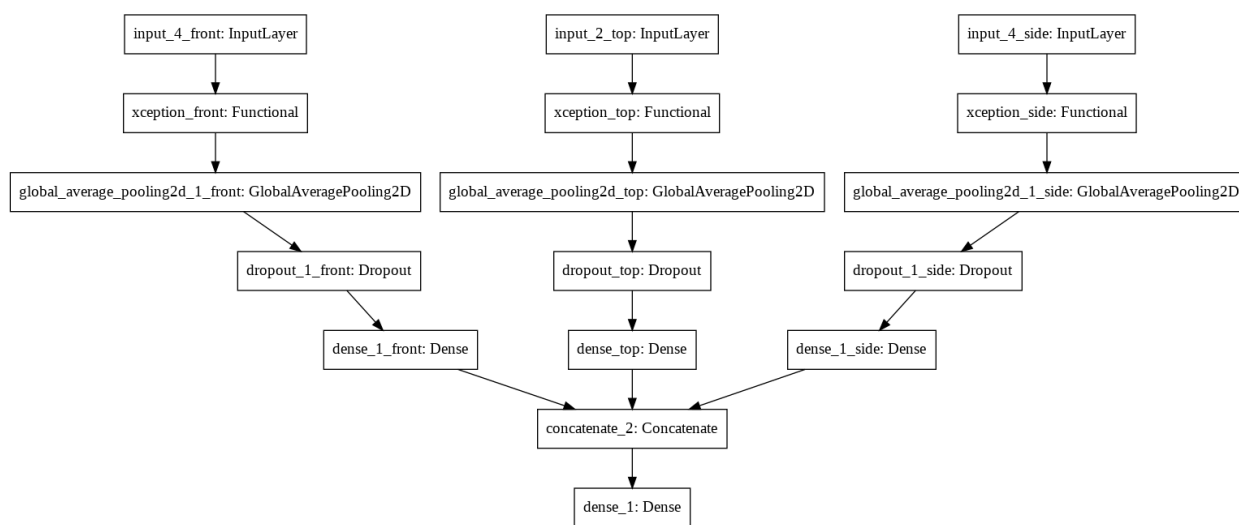 input_4_front: InputLayer
input_2_top: InputLayer
input_4_side: InputLayer
xception_front: Functional
xception_top: Functional
xception_side: Functional
global_average_pooling2d_1_front: GlobalAveragePooling2D
global_average_pooling2d_top: GlobalAveragePooling2D
global_average_pooling2d_1_side: GlobalAveragePooling2D
dropout_1_front: Dropout
dropout_top: Dropout
dropout_1_side: Dropout
dense_1_front: Dense
dense_top: Dense
dense_1_side: Dense
concatenate_2: Concatenate
dense_1: Dense